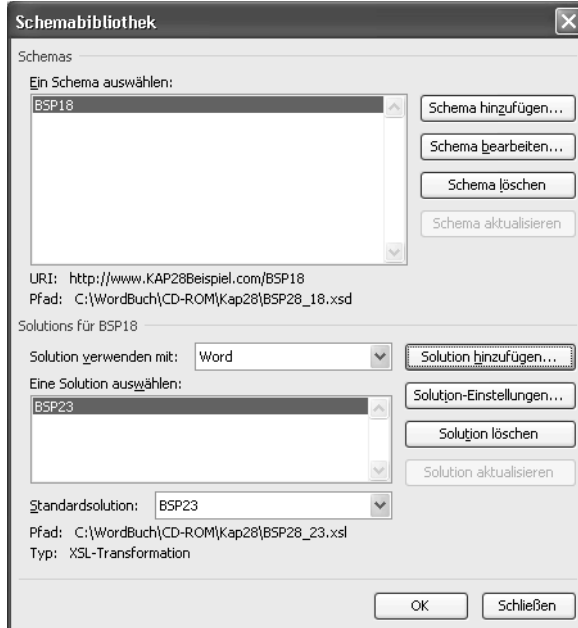 Schemabibliothek
Schemas
Ein Schema auswählen:
BSP18
Schema hinzufügen...
Schema bearbeiten...
Schema löschen
Schema aktualisieren
URI: http://www.KAP28Beispiel.com/BSP18
Pfad: C:\WordBuch\CD-ROM\Kap28\BSP28_18.xsd
Solutions für BSP18
Solution verwenden mit: Word
Solution hinzufügen...
Eine Solution auswählen:
BSP23
Solution-Einstellungen...
Solution löschen
Solution aktualisieren
Standardsolution: BSP23
Pfad: C:\WordBuch\CD-ROM\Kap28\BSP28_23.xsl
Typ: XSL-Transformation
OK Schließen